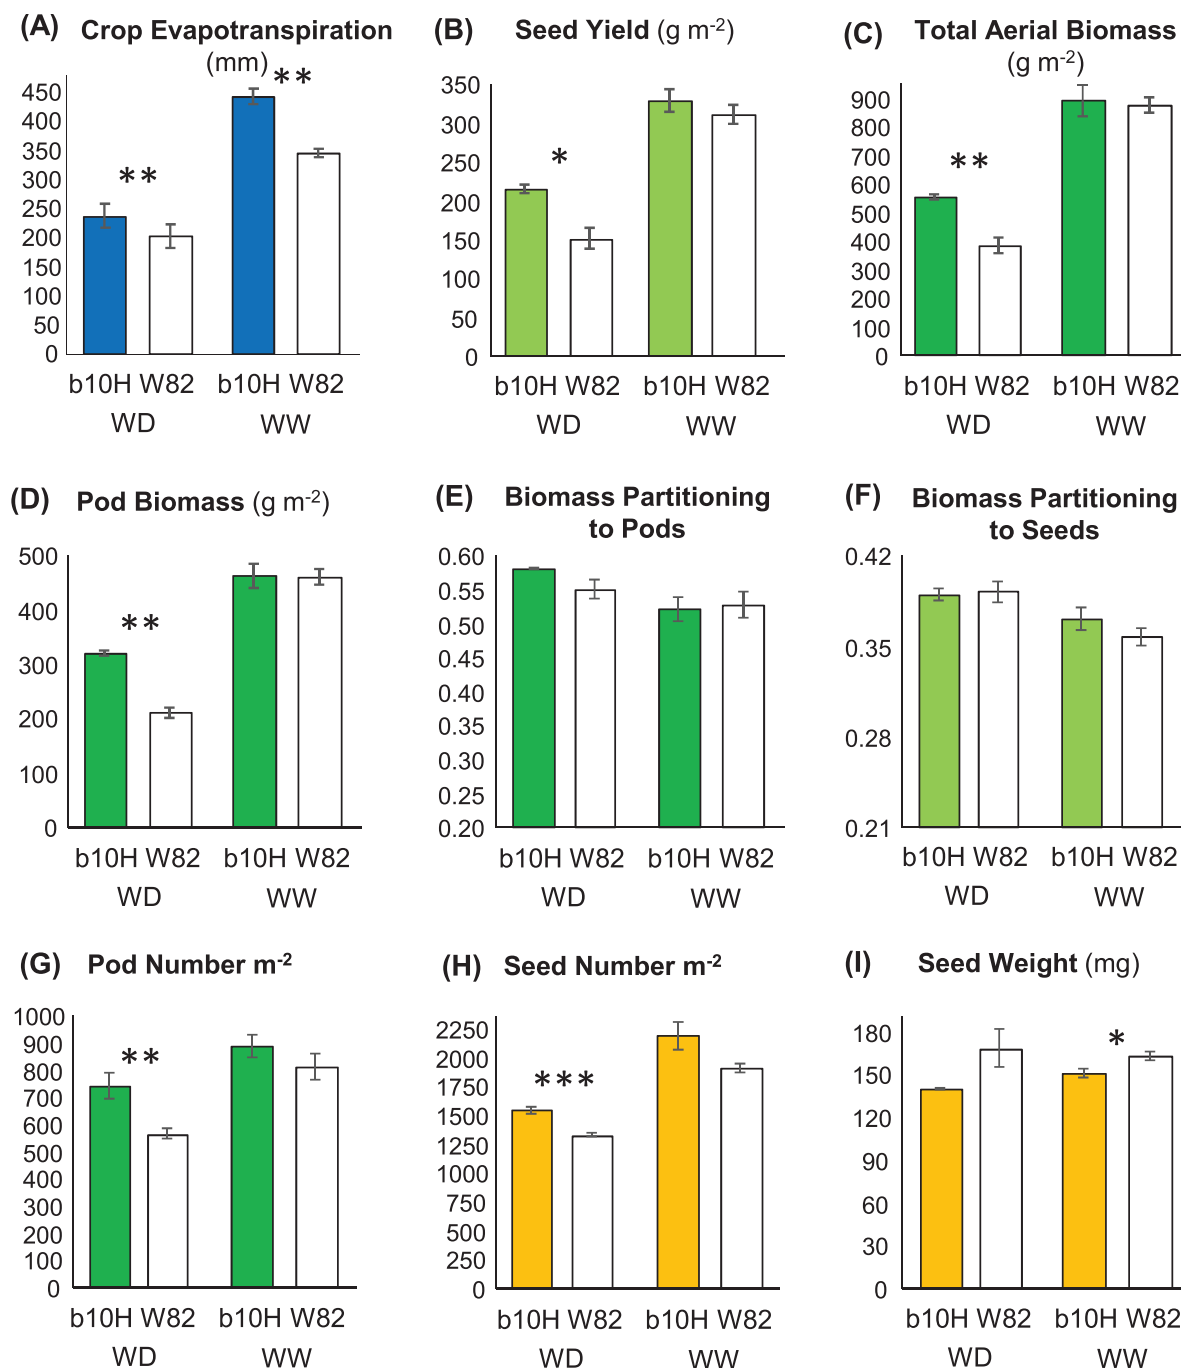 (A) Crop Evapotranspiration
(mm)
**
**
450
400
350
300
250
200
150
100
50
0
b10H W82 b10H W82
WD WW
(B) Seed Yield (g m-2)
*
350
300
250
200
150
100
50
0
b10H W82 b10H W82
WD WW
(C) Total Aerial Biomass
(g m-2)
**
900
800
700
600
500
400
300
200
100
0
b10H W82 b10H W82
WD WW
(D) Pod Biomass (g m-2)
**
500
400
300
200
100
0
b10H W82 b10H W82
WD WW
(E) Biomass Partitioning
to Pods
0.60
0.55
0.50
0.45
0.40
0.35
0.30
0.25
0.20
b10H W82 b10H W82
WD WW
(F) Biomass Partitioning
to Seeds
0.42
0.35
0.28
0.21
b10H W82 b10H W82
WD WW
(G) Pod Number m-2
**
1000
900
800
700
600
500
400
300
200
100
0
b10H W82 b10H W82
WD WW
(H) Seed Number m-2
***
2250
2000
1750
1500
1250
1000
750
500
250
0
b10H W82 b10H W82
WD WW
(I) Seed Weight (mg)
*
180
150
120
90
60
30
0
b10H W82 b10H W82
WD WW